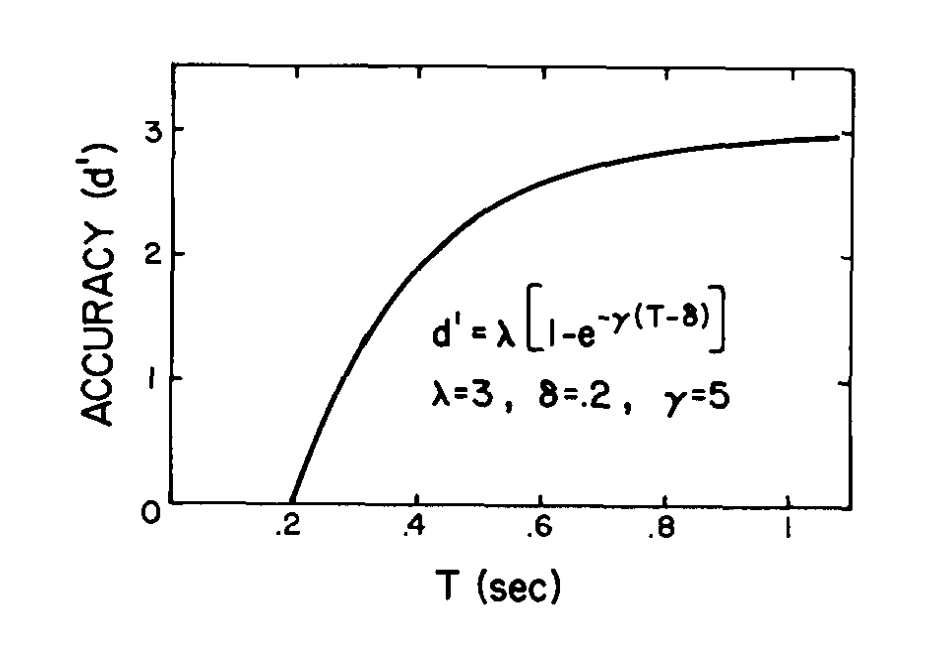 3
2
1
0
ACCURACY (d')
d' = λ [1-e^-γ(T-δ)]
λ=3, δ=.2, γ=5
.2 .4 .6 .8 1
T (sec)